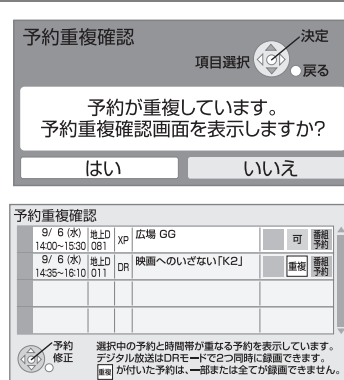 予約重複確認
決定
項目選択
戻る
予約が重複しています。
予約重複確認画面を表示しますか?
はい
いいえ
予約重複確認
9/ 6 (水) 地上D XP 広場 GG 可 番組
14:00~15:30 081 予約
9/ 6 (水) 地上D DR 映画へのいざない「K2」 重複 番組
14:35~16:10 011 予約
予約
修正
選択中の予約と時間帯が重なる予約を表示しています。
デジタル放送はDRモードで2つ同時に録画できます。
重複 が付いた予約は、一部または全てが録画できません。